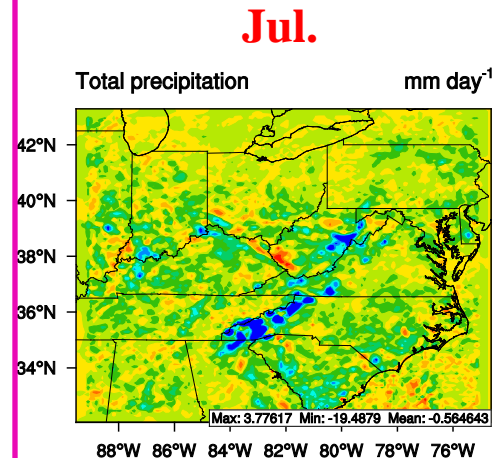 Jul.
Total precipitation mm day-1
42°N
40°N
38°N
36°N
34°N
Max: 3.77617 Min: -19.4879 Mean: -0.564643
88°W 86°W 84°W 82°W 80°W 78°W 76°W